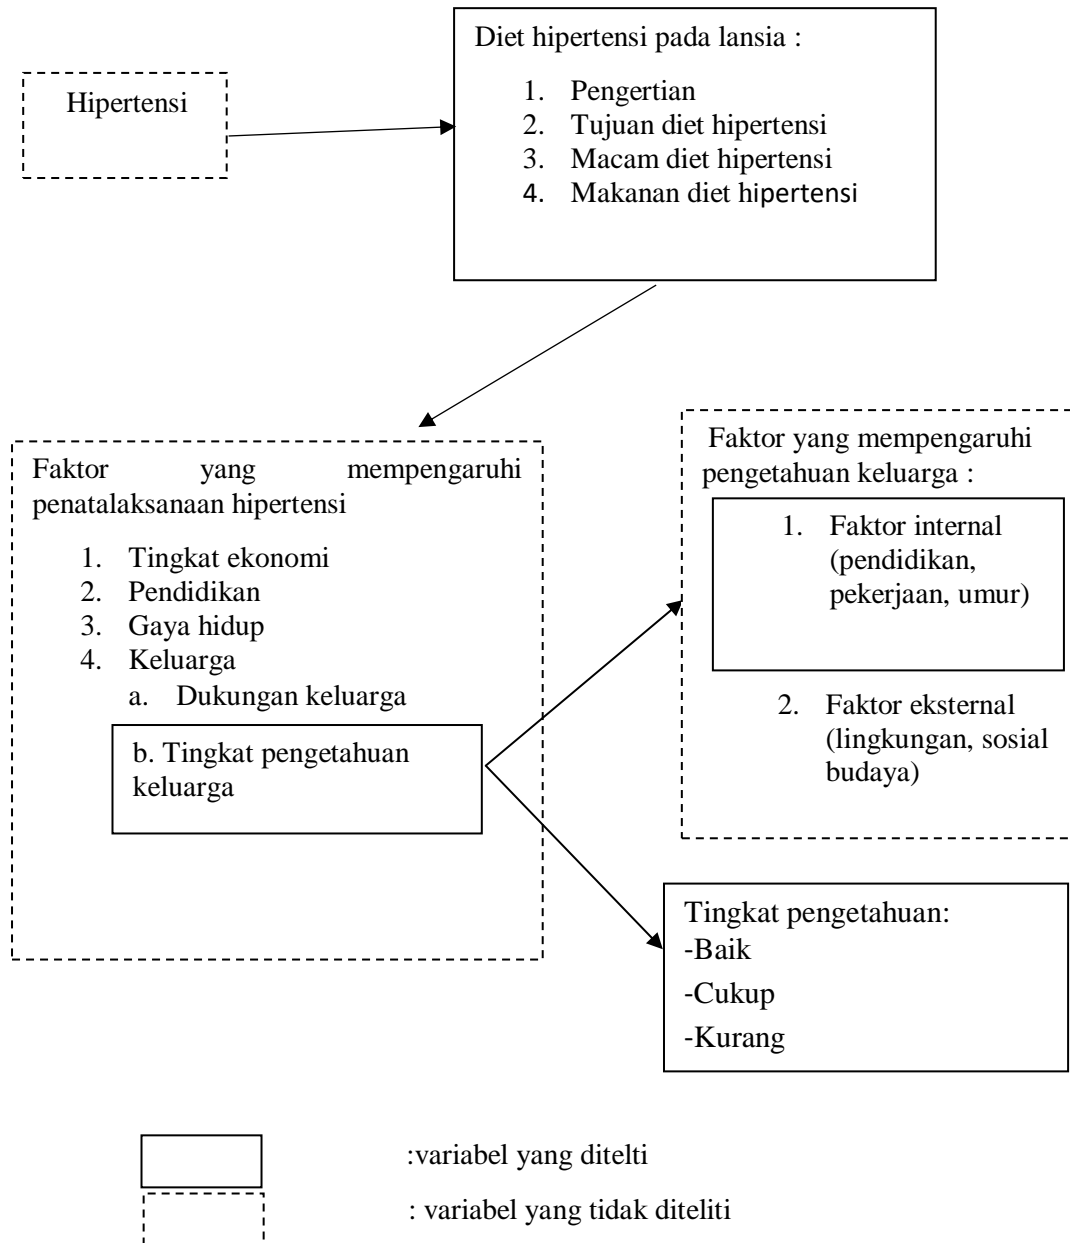 Hipertensi
Diet hipertensi pada lansia :
1. Pengertian
2. Tujuan diet hipertensi
3. Macam diet hipertensi
4. Makanan diet hipertensi
Faktor yang mempengaruhi
penatalaksanaan hipertensi
1. Tingkat ekonomi
2. Pendidikan
3. Gaya hidup
4. Keluarga
a. Dukungan keluarga
b. Tingkat pengetahuan
keluarga
Faktor yang mempengaruhi
pengetahuan keluarga :
1. Faktor internal
(pendidikan,
pekerjaan, umur)
2. Faktor eksternal
(lingkungan, sosial
budaya)
Tingkat pengetahuan:
-Baik
-Cukup
-Kurang
:variabel yang ditelti
: variabel yang tidak diteliti